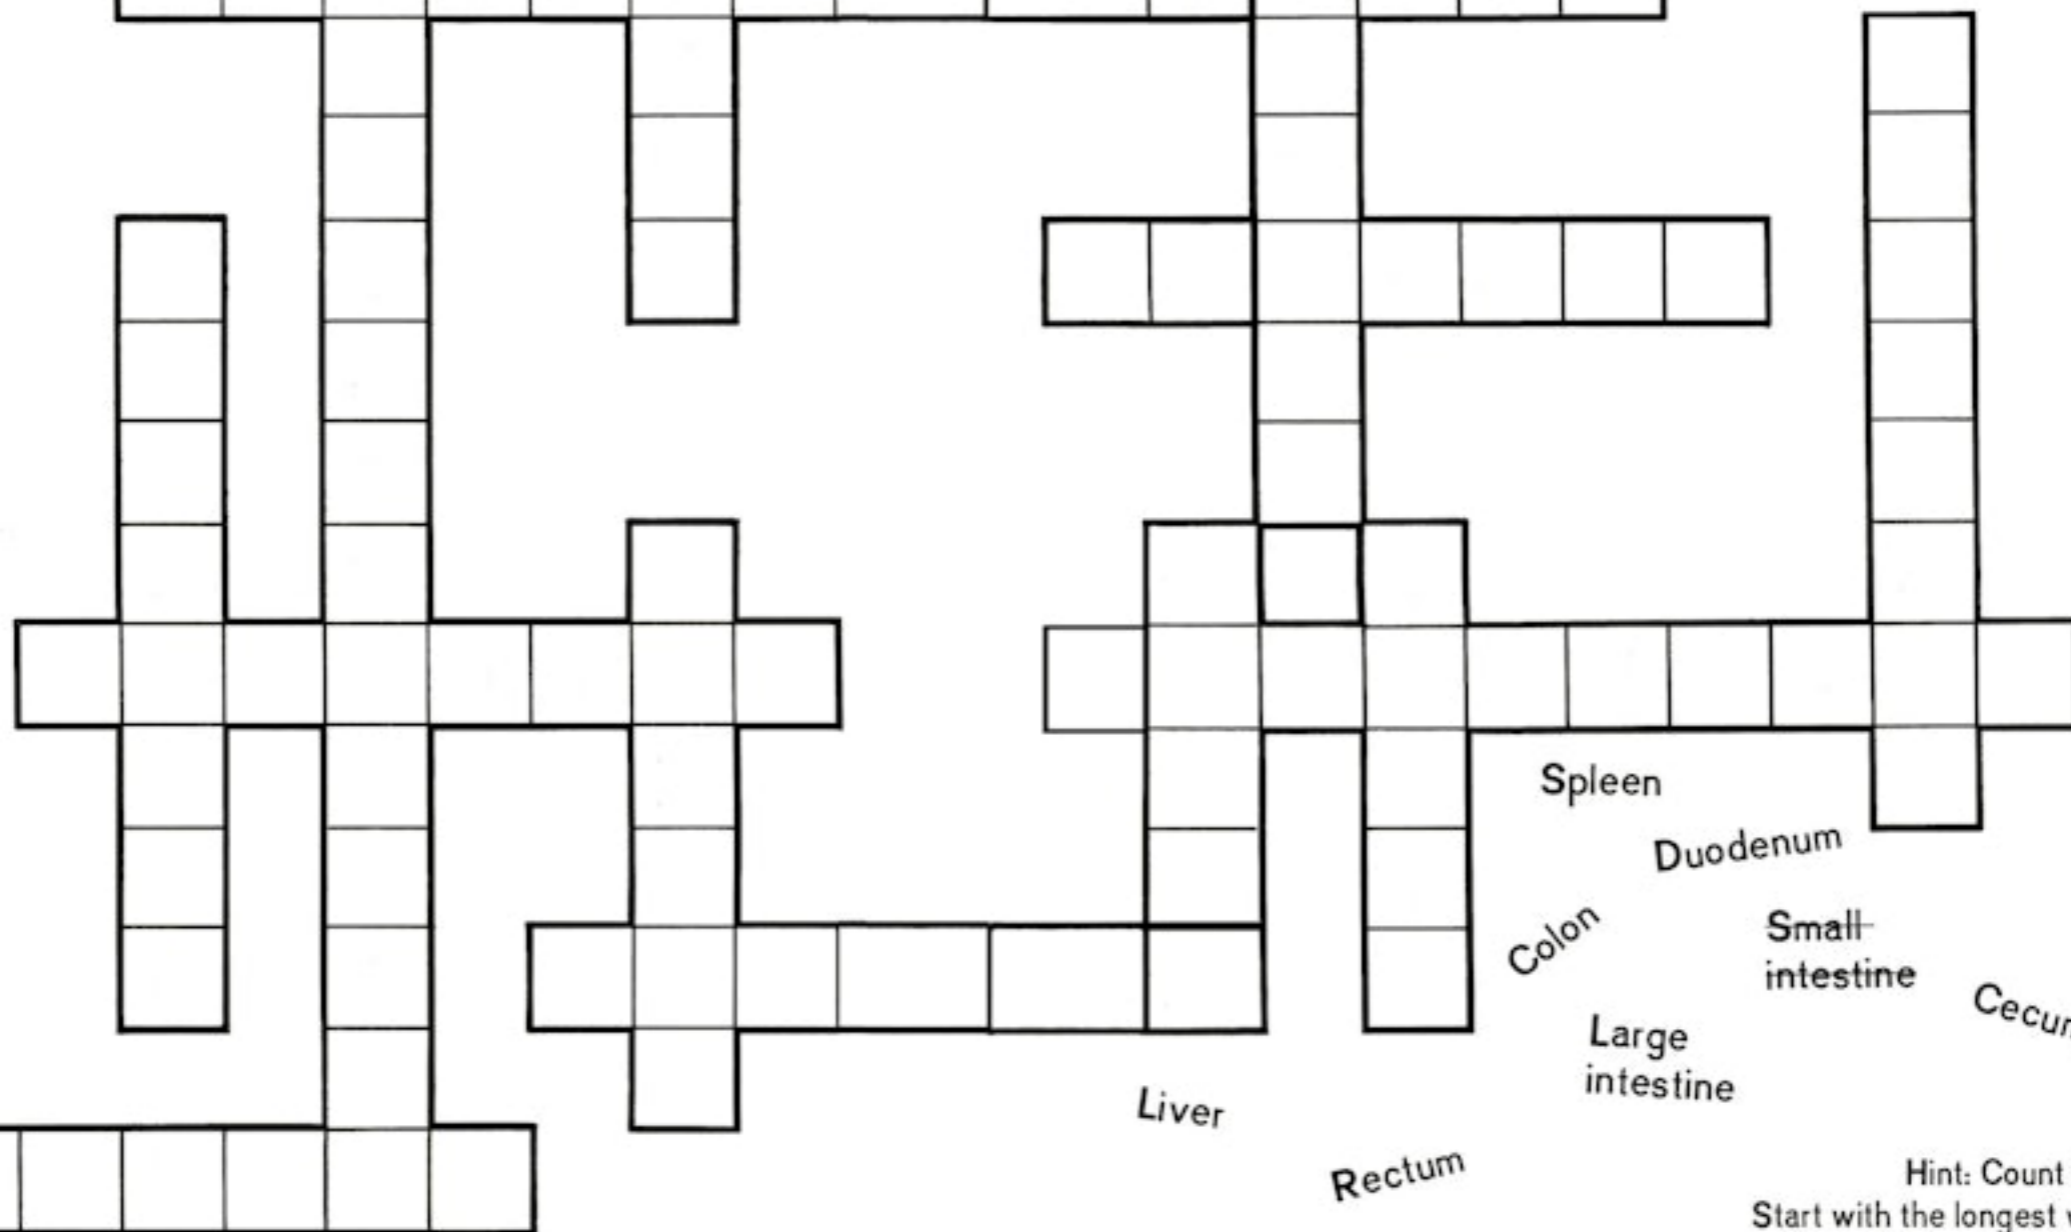 Spleen
Duodenum
Colon
Small
intestine
Large
intestine
Liver
Rectum
Hint: Count
Start with the longest